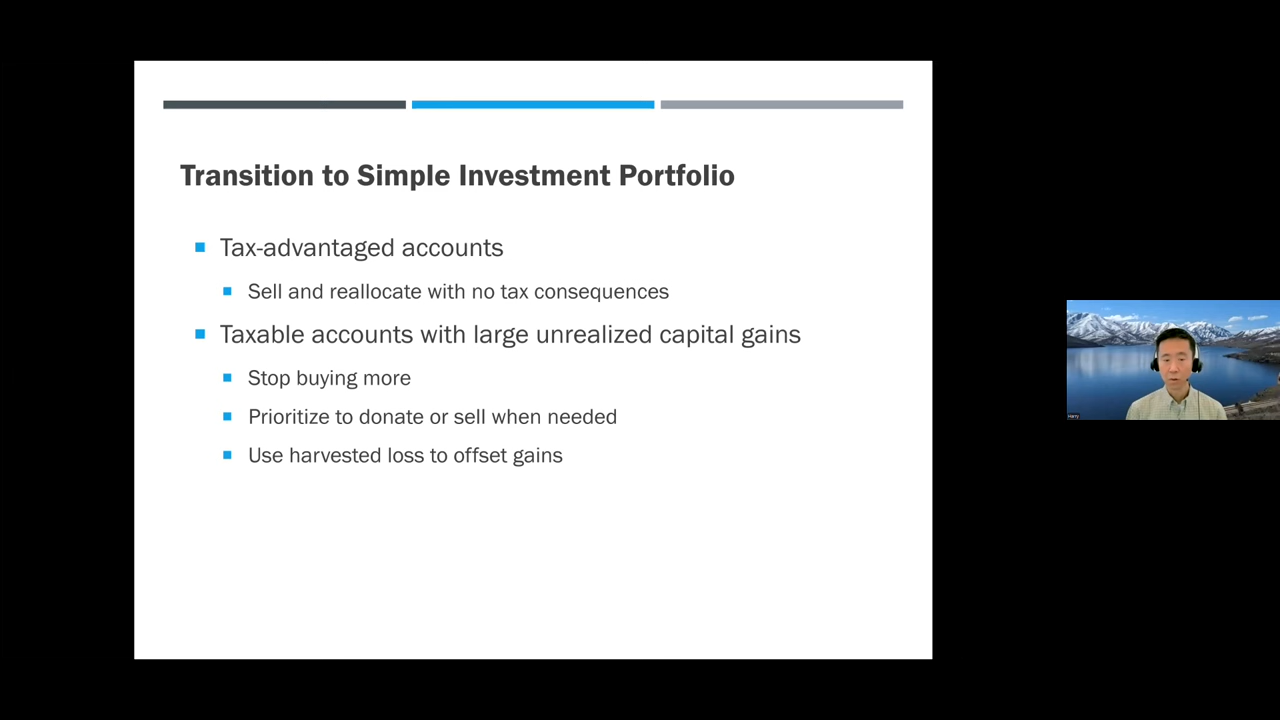 Transition to Simple Investment Portfolio
Tax-advantaged accounts
Sell and reallocate with no tax consequences
Taxable accounts with large unrealized capital gains
Stop buying more
Prioritize to donate or sell when needed
Use harvested loss to offset gains
Harry